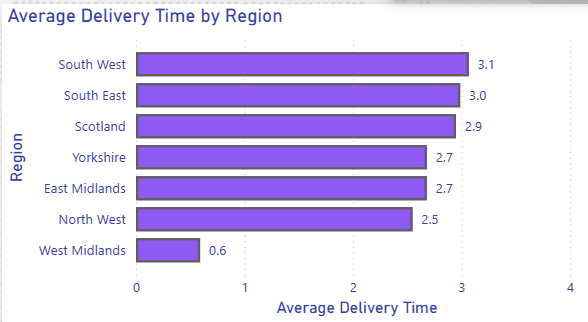 Average Delivery Time by Region
Region
South West 3.1
South East 3.0
Scotland 2.9
Yorkshire 2.7
East Midlands 2.7
North West 2.5
West Midlands 0.6
0 1 2 3 4
Average Delivery Time